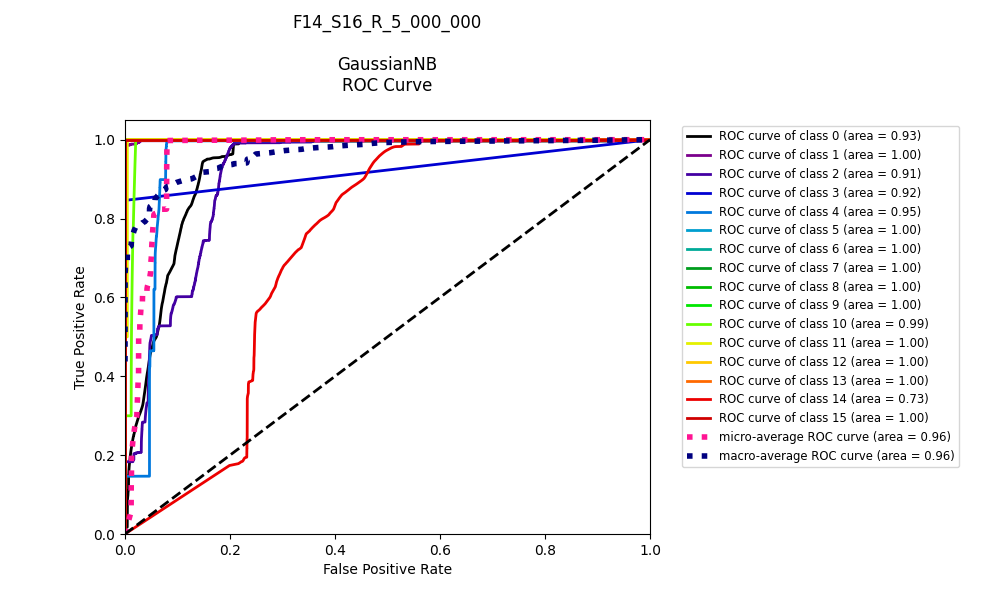 F14_S16_R_5_000_000
GaussianNB
ROC Curve
True Positive Rate
1.0
0.8
0.6
0.4
0.2
0.0
0.0 0.2 0.4 0.6 0.8 1.0
False Positive Rate
ROC curve of class 0 (area = 0.93)
ROC curve of class 1 (area = 1.00)
ROC curve of class 2 (area = 0.91)
ROC curve of class 3 (area = 0.92)
ROC curve of class 4 (area = 0.95)
ROC curve of class 5 (area = 1.00)
ROC curve of class 6 (area = 1.00)
ROC curve of class 7 (area = 1.00)
ROC curve of class 8 (area = 1.00)
ROC curve of class 9 (area = 1.00)
ROC curve of class 10 (area = 0.99)
ROC curve of class 11 (area = 1.00)
ROC curve of class 12 (area = 1.00)
ROC curve of class 13 (area = 1.00)
ROC curve of class 14 (area = 0.73)
ROC curve of class 15 (area = 1.00)
micro-average ROC curve (area = 0.96)
macro-average ROC curve (area = 0.96)